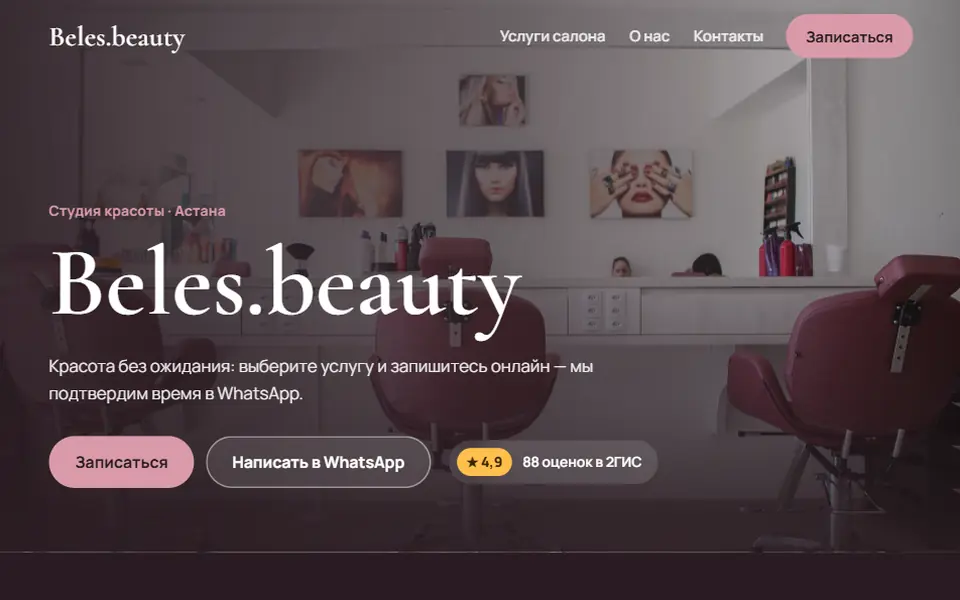 Beles.beauty
Услуги салона
О нас
Контакты
Записаться
Студия красоты · Астана
Beles.beauty
Красота без ожидания: выберите услугу и запишитесь онлайн — мы
подтвердим время в WhatsApp.
Записаться
Написать в WhatsApp
★ 4,9
88 оценок в 2ГИС